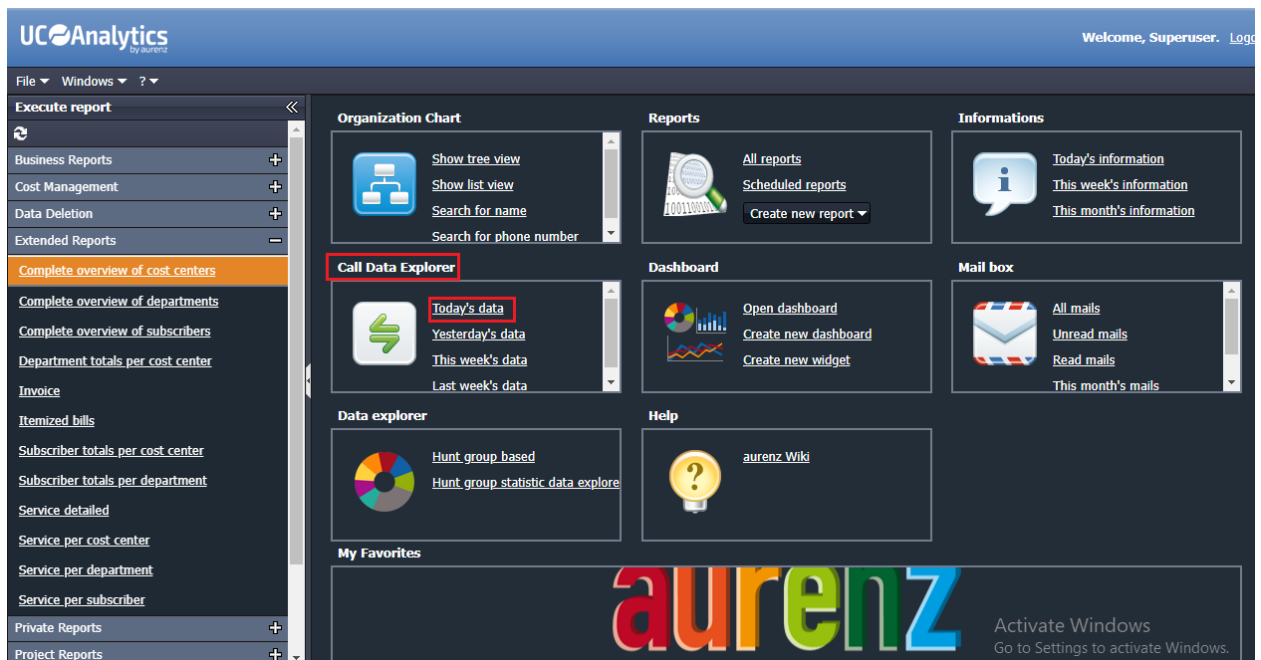 UC Analytics
by aurenz
Welcome, Superuser.
File Windows ?
Execute report
Business Reports
Cost Management
Data Deletion
Extended Reports
Complete overview of cost centers
Complete overview of departments
Complete overview of subscribers
Department totals per cost center
Invoice
Itemized bills
Subscriber totals per cost center
Subscriber totals per department
Service detailed
Service per cost center
Service per department
Service per subscriber
Private Reports
Project Reports
Organization Chart
Show tree view
Show list view
Search for name
Search for phone number
Reports
All reports
Scheduled reports
Create new report
Informations
Today's information
This week's information
This month's information
Call Data Explorer
Today's data
Yesterday's data
This week's data
Last week's data
Dashboard
Open dashboard
Create new dashboard
Create new widget
Mail box
All mails
Unread mails
Read mails
This month's mails
Data explorer
Hunt group based
Hunt group statistic data explore
Help
?
aurenz Wiki
My Favorites
aurenz
Activate Windows
Go to Settings to activate Windows.